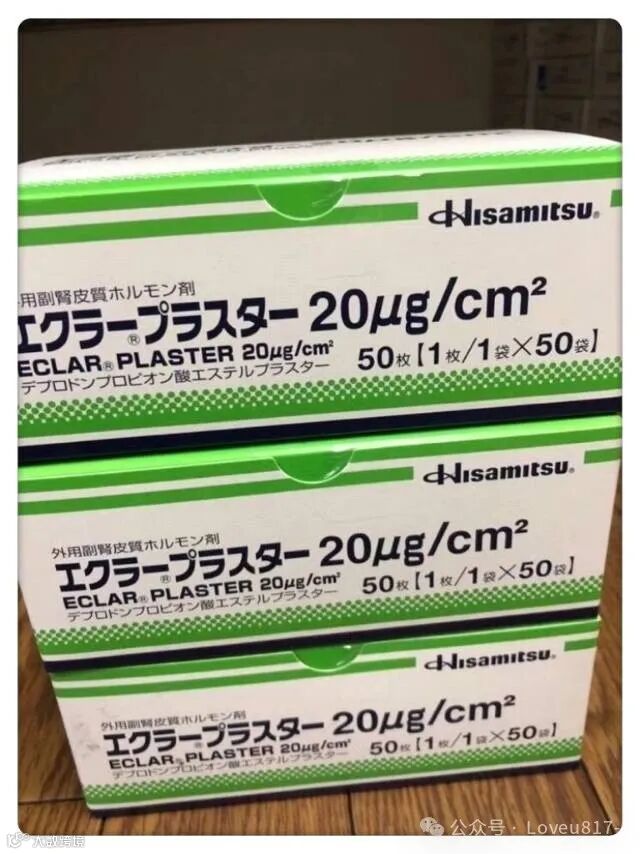 HISAMITSU®
外用副腎皮質ホルモン剤
エクラー®プラスター 20μg/cm²
ECLAR® PLASTER 20μg/cm²
50枚【1枚/1袋×50袋】
デプロドンプロピオン酸エステルプラスター
HISAMITSU®
外用副腎皮質ホルモン剤
エクラー®プラスター 20μg/cm²
ECLAR® PLASTER 20μg/cm²
50枚【1枚/1袋×50袋】
デプロドンプロピオン酸エステルプラスター
HISAMITSU®
外用副腎皮質ホルモン剤
エクラー®プラスター 20μg/cm²
ECLAR® PLASTER 20μg/cm²
50枚【1枚/1袋×50袋】
デプロドンプロピオン酸エステルプラスター
公众号 · Loveu817-
大数跨境